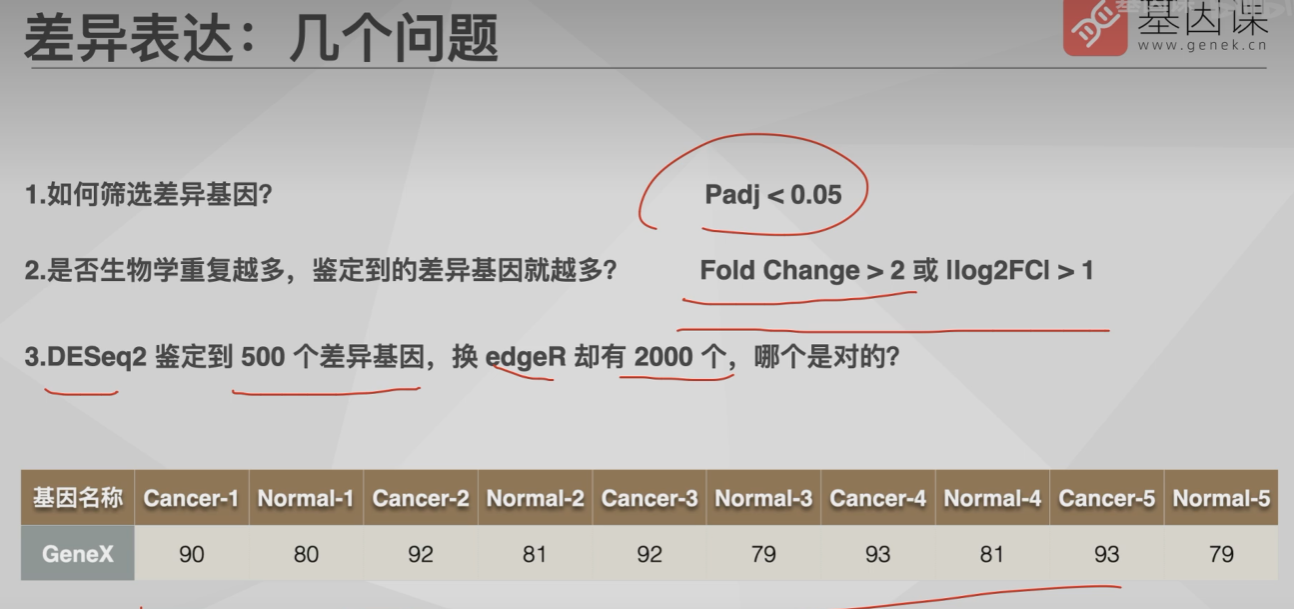 差异表达：几个问题
基因课
www.genek.cn
1.如何筛选差异基因？
Padj < 0.05
2.是否生物学重复越多，鉴定到的差异基因就越多？
Fold Change > 2 或 |log2FC| > 1
3.DESeq2 鉴定到 500 个差异基因，换 edgeR 却有 2000 个，哪个是对的？
基因名称 Cancer-1 Normal-1 Cancer-2 Normal-2 Cancer-3 Normal-3 Cancer-4 Normal-4 Cancer-5 Normal-5
GeneX 90 80 92 81 92 79 93 81 93 79